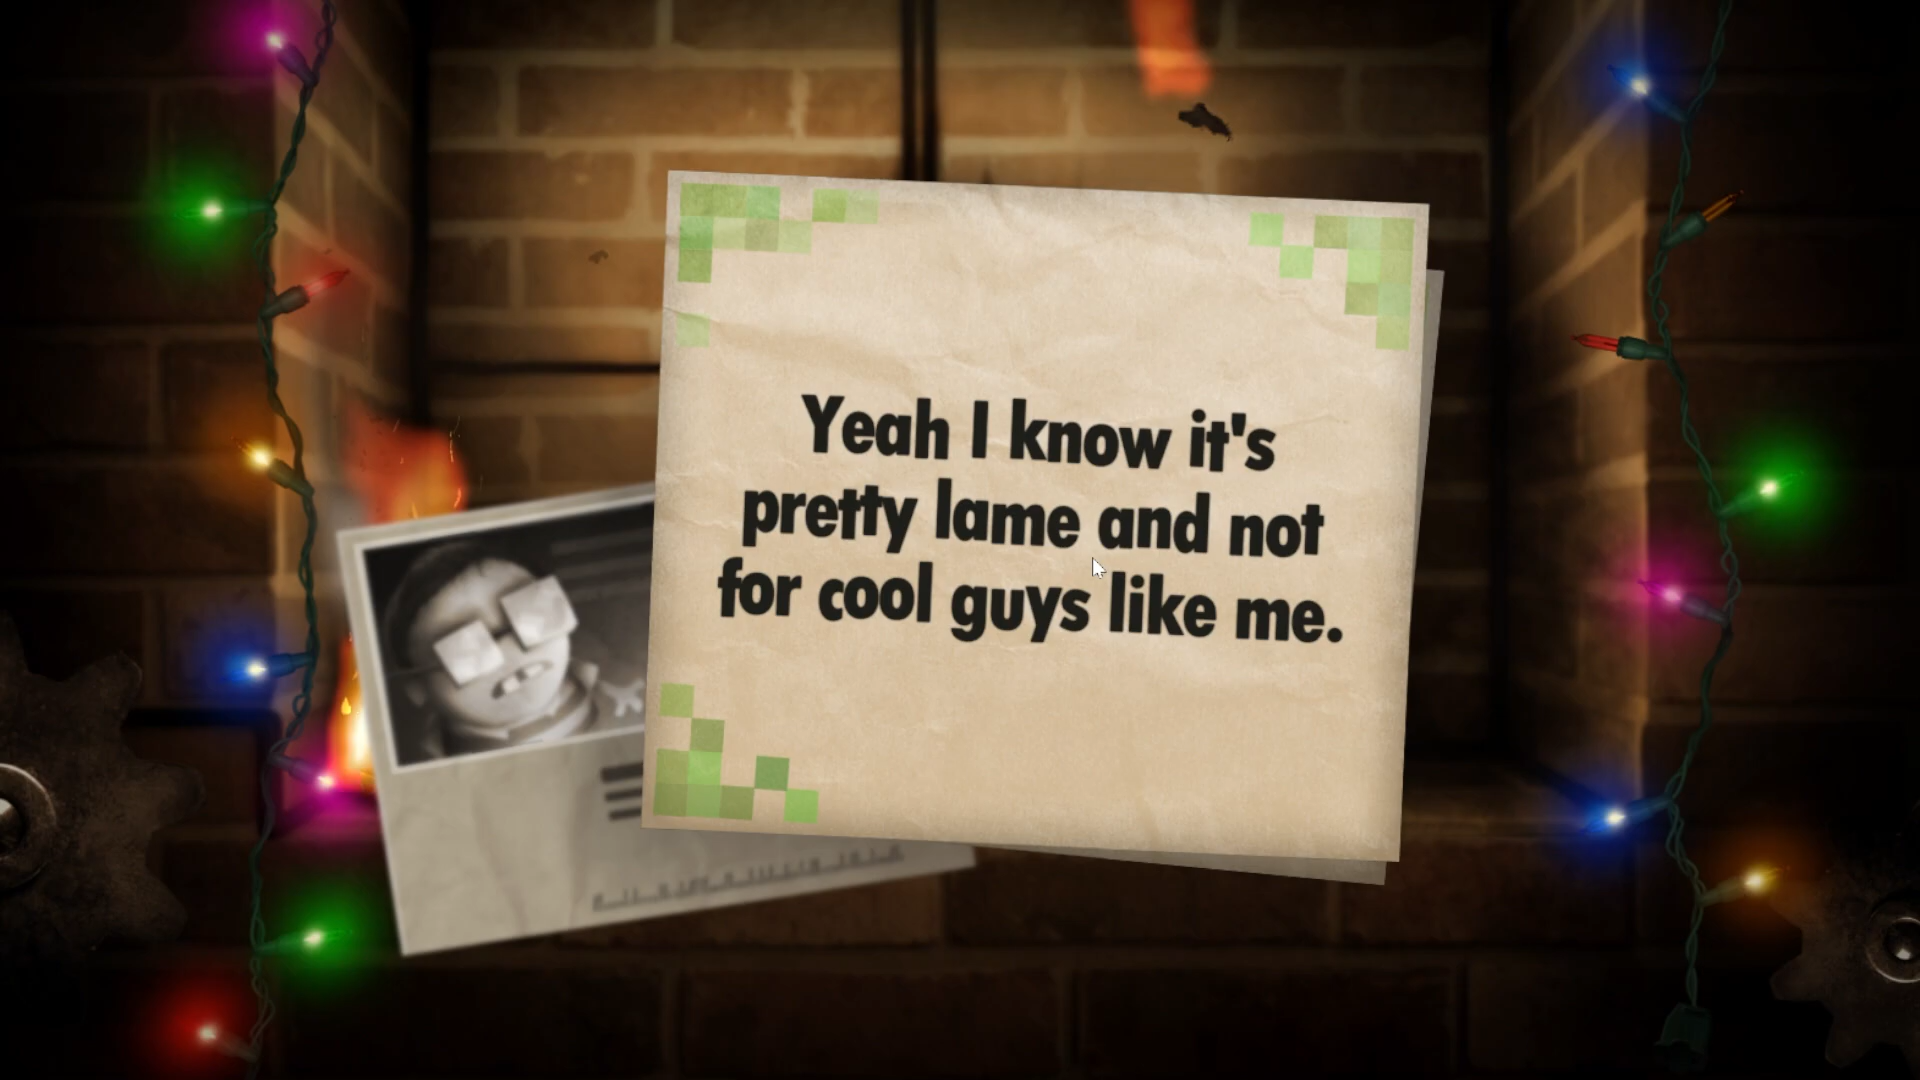 Yeah I know it's
pretty lame and not
for cool guys like me.